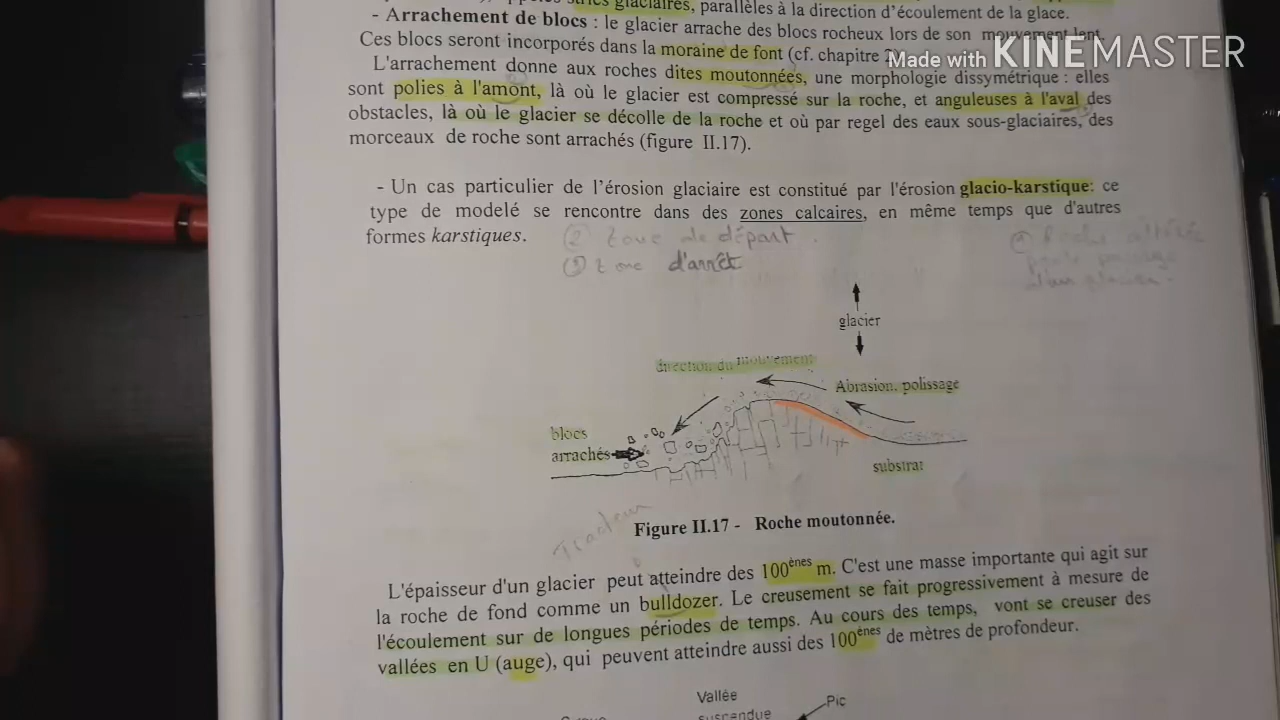 stries glaciaires, parallèles à la direction d'écoulement de la glace.
- Arrachement de blocs : le glacier arrache des blocs rocheux lors de son mouvement lent.
Ces blocs seront incorporés dans la moraine de font (cf. chapitre
Made with KINEMASTER
L'arrachement donne aux roches dites moutonnées, une morphologie dissymétrique : elles
sont polies à l'amont, là où le glacier est compressé sur la roche, et anguleuses à l'aval des
obstacles, là où le glacier se décolle de la roche et où par regel des eaux sous-glaciaires, des
morceaux de roche sont arrachés (figure II.17).
- Un cas particulier de l'érosion glaciaire est constitué par l'érosion glacio-karstique: ce
type de modelé se rencontre dans des zones calcaires, en même temps que d'autres
formes karstiques.
② zone de départ.
③ zone d'arrêt
Roche
d'un glacier.
glacier
direction du mouvement
Abrasion, polissage
blocs
arrachés
substrat
Tracteur
Figure II.17 - Roche moutonnée.
L'épaisseur d'un glacier peut atteindre des 100ènes m. C'est une masse importante qui agit sur
la roche de fond comme un bulldozer. Le creusement se fait progressivement à mesure de
l'écoulement sur de longues périodes de temps. Au cours des temps, vont se creuser des
vallées en U (auge), qui peuvent atteindre aussi des 100ènes de mètres de profondeur.
Vallée
suspendue
Pic